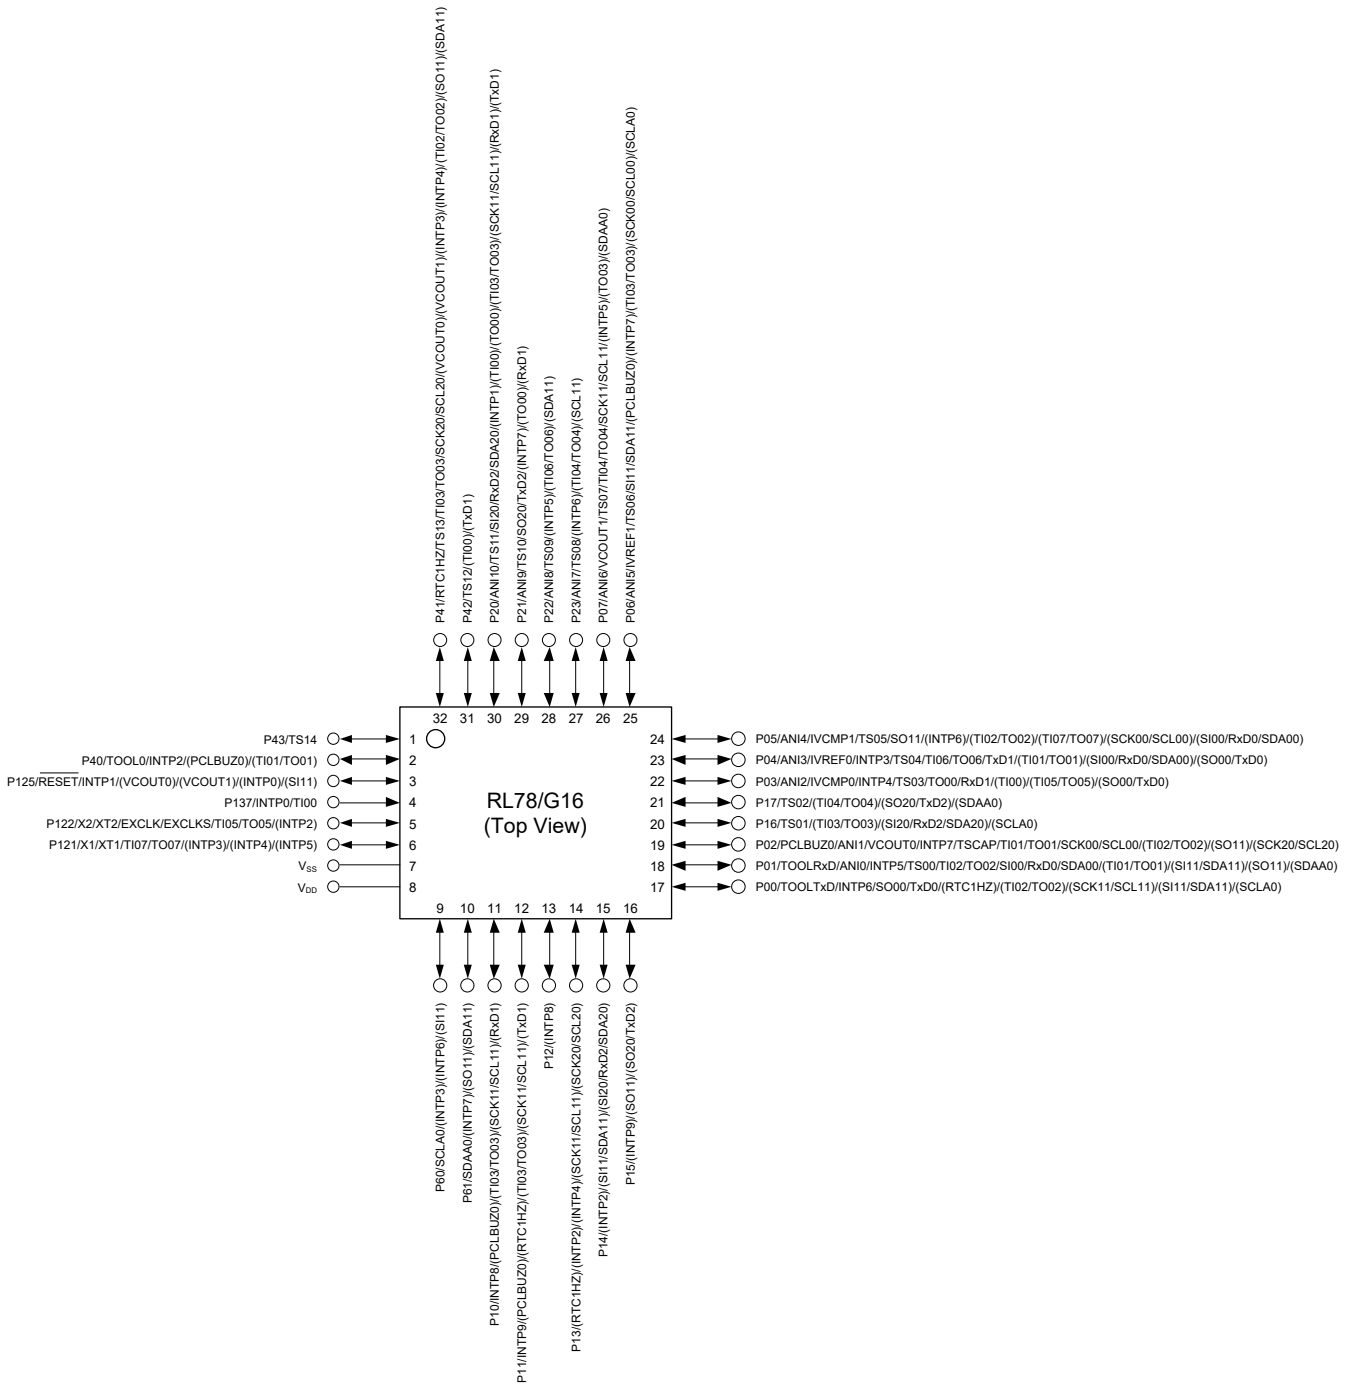 P41/RTC1HZ/TS13/TI03/TO03/SCK20/SCL20/(VCOUT0)/(VCOUT1)/(INTP3)/(INTP4)/(TI02/TO02)/(SO11)/(SDA11)
P42/TS12/(TI00)/(TxD1)
P20/ANI10/TS11/SI20/RxD2/SDA20/(INTP1)/(TI00)/(TO00)/(TI03/TO03)/(SCK11/SCL11)/(RxD1)/(TxD1)
P21/ANI9/TS10/SO20/TxD2/(INTP7)/(TO00)/(RxD1)
P22/ANI8/TS09/(INTP5)/(TI06/TO06)/(SDA11)
P23/ANI7/TS08/(INTP6)/(TI04/TO04)/(SCL11)
P07/ANI6/VCOUT1/TS07/TI04/TO04/SCK11/SCL11/(INTP5)/(TO03)/(SDAA0)
P06/ANI5/IVREF1/TS06/SI11/SDA11/(PCLBUZ0)/(INTP7)/(TI03/TO03)/(SCK00/SCL00)/(SCLA0)
32 31 30 29 28 27 26 25
P43/TS14 1
P40/TOOL0/INTP2/(PCLBUZ0)/(TI01/TO01) 2
P125/RESET/INTP1/(VCOUT0)/(VCOUT1)/(INTP0)/(SI11) 3
P137/INTP0/TI00 4
P122/X2/XT2/EXCLK/EXCLKS/TI05/TO05/(INTP2) 5
P121/X1/XT1/TI07/TO07/(INTP3)/(INTP4)/(INTP5) 6
VSS 7
VDD 8
RL78/G16
(Top View)
24 P05/ANI4/IVCMP1/TS05/SO11/(INTP6)/(TI02/TO02)/(TI07/TO07)/(SCK00/SCL00)/(SI00/RxD0/SDA00)
23 P04/ANI3/IVREF0/INTP3/TS04/TI06/TO06/TxD1/(TI01/TO01)/(SI00/RxD0/SDA00)/(SO00/TxD0)
22 P03/ANI2/IVCMP0/INTP4/TS03/TO00/RxD1/(TI00)/(TI05/TO05)/(SO00/TxD0)
21 P17/TS02/(TI04/TO04)/(SO20/TxD2)/(SDAA0)
20 P16/TS01/(TI03/TO03)/(SI20/RxD2/SDA20)/(SCLA0)
19 P02/PCLBUZ0/ANI1/VCOUT0/INTP7/TSCAP/TI01/TO01/SCK00/SCL00/(TI02/TO02)/(SO11)/(SCK20/SCL20)
18 P01/TOOLRxD/ANI0/INTP5/TS00/TI02/TO02/SI00/RxD0/SDA00/(TI01/TO01)/(SI11/SDA11)/(SO11)/(SDAA0)
17 P00/TOOLTxD/INTP6/SO00/TxD0/(RTC1HZ)/(TI02/TO02)/(SCK11/SCL11)/(SI11/SDA11)/(SCLA0)
9 10 11 12 13 14 15 16
P60/SCLA0/(INTP3)/(INTP6)/(SI11)
P61/SDAA0/(INTP7)/(SO11)/(SDA11)
P10/INTP8/(PCLBUZ0)/(TI03/TO03)/(SCK11/SCL11)/(RxD1)
P11/INTP9/(PCLBUZ0)/(RTC1HZ)/(TI03/TO03)/(SCK11/SCL11)/(TxD1)
P12/(INTP8)
P13/(RTC1HZ)/(INTP2)/(INTP4)/(SCK11/SCL11)/(SCK20/SCL20)
P14/(INTP2)/(SI11/SDA11)/(SI20/RxD2/SDA20)
P15/(INTP9)/(SO11)/(SO20/TxD2)